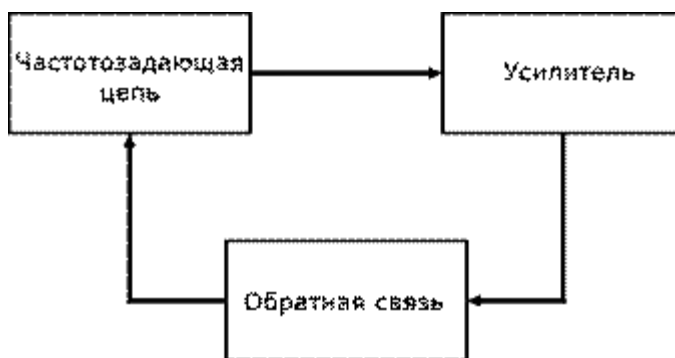 Частотозадающая
цепь
Усилитель
Обратная связь